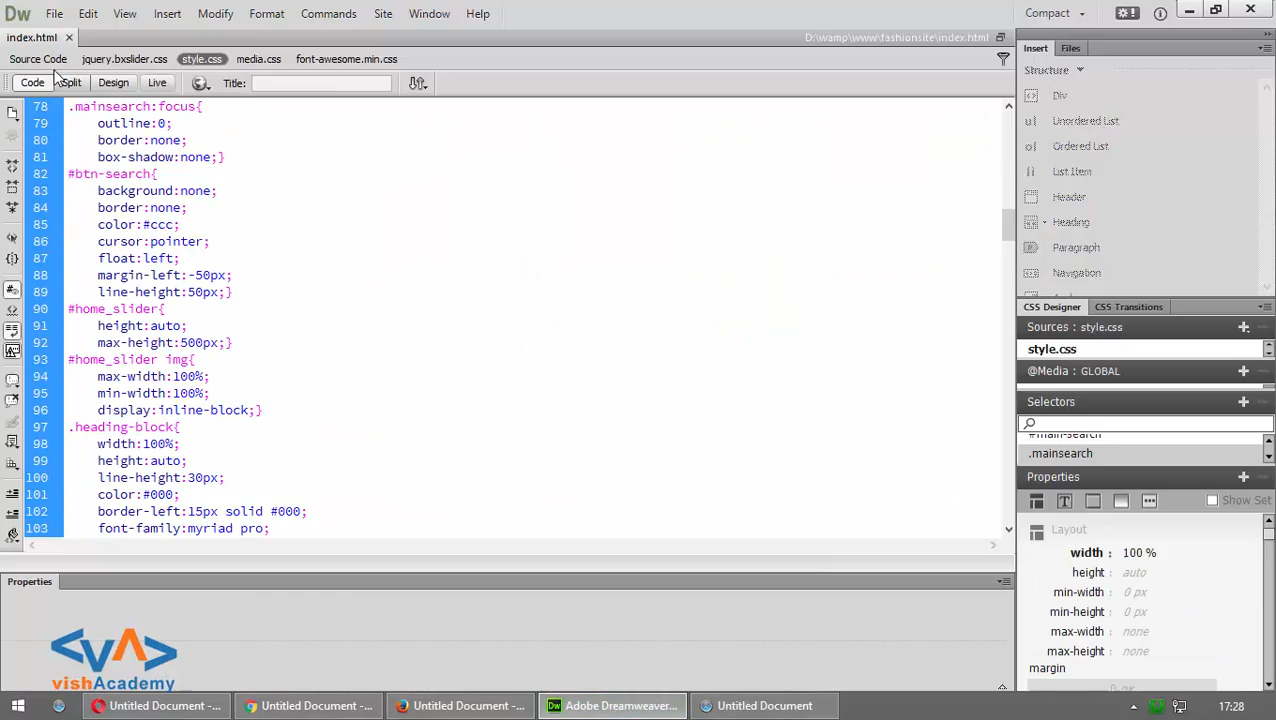 Dw File Edit View Insert Modify Format Commands Site Window Help Compact
index.html × D:\wamp\www\fashionsite\index.html
Source Code jquery.bxslider.css style.css media.css font-awesome.min.css
Code Split Design Live Title:
78 .mainsearch:focus{
79 outline:0;
80 border:none;
81 box-shadow:none;}
82 #btn-search{
83 background:none;
84 border:none;
85 color:#ccc;
86 cursor:pointer;
87 float:left;
88 margin-left:-50px;
89 line-height:50px;}
90 #home_slider{
91 height:auto;
92 max-height:500px;}
93 #home_slider img{
94 max-width:100%;
95 min-width:100%;
96 display:inline-block;}
97 .heading-block{
98 width:100%;
99 height:auto;
100 line-height:30px;
101 color:#000;
102 border-left:15px solid #000;
103 font-family:myriad pro;
Insert Files
Structure
Div
Unordered List
Ordered List
List Item
Header
Heading
Paragraph
Navigation
CSS Designer CSS Transitions
Sources : style.css
style.css
@Media : GLOBAL
Selectors
#main-search
.mainsearch
Properties
Show Set
Layout
width : 100 %
height : auto
min-width : 0 px
min-height : 0 px
max-width : none
max-height : none
margin
0 px
Properties
<VA>
vishAcademy
Untitled Document -... Untitled Document -... Untitled Document -... Adobe Dreamweaver... Untitled Document 17:28